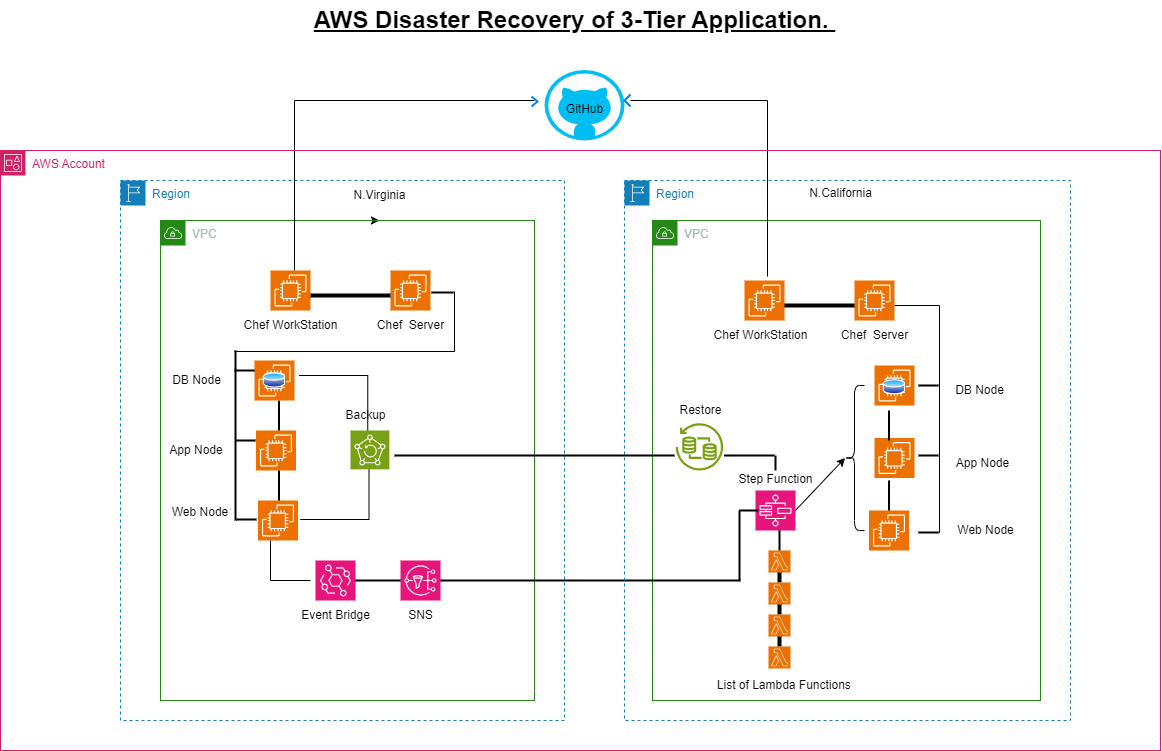 AWS Disaster Recovery of 3-Tier Application.
GitHub
AWS Account
Region
N.Virginia
VPC
Chef WorkStation
Chef Server
DB Node
App Node
Web Node
Backup
Event Bridge
SNS
Region
N.California
VPC
Chef WorkStation
Chef Server
Restore
Step Function
DB Node
App Node
Web Node
List of Lambda Functions